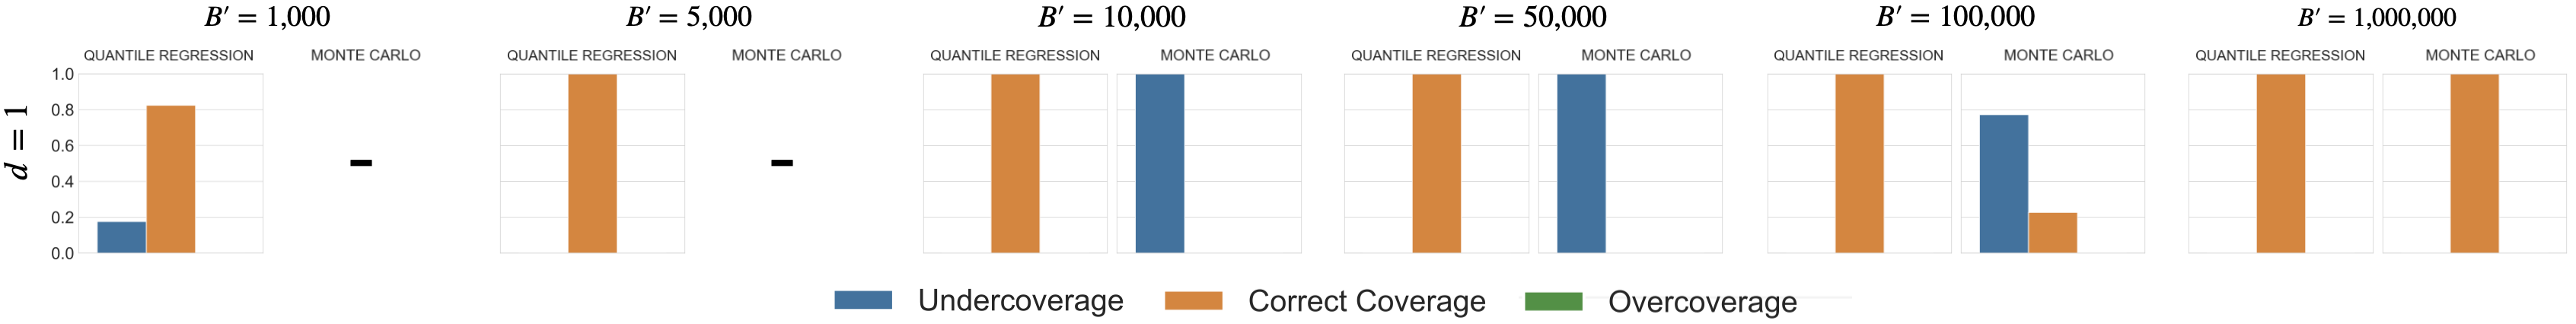 B′ = 1,000 B′ = 5,000 B′ = 10,000 B′ = 50,000 B′ = 100,000 B′ = 1,000,000
QUANTILE REGRESSION MONTE CARLO QUANTILE REGRESSION MONTE CARLO QUANTILE REGRESSION MONTE CARLO QUANTILE REGRESSION MONTE CARLO QUANTILE REGRESSION MONTE CARLO QUANTILE REGRESSION MONTE CARLO
d = 1
1.0
0.8
0.6
0.4
0.2
0.0
- -
Undercoverage Correct Coverage Overcoverage